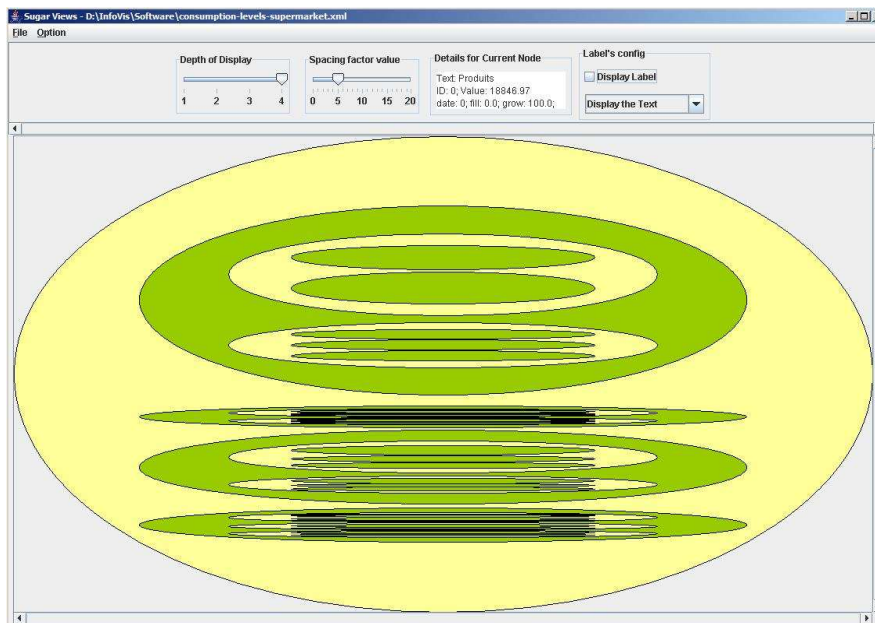 Sugar Views - D:\InfoVis\Software\consumption-levels-supermarket.xml
File Option
Depth of Display
1 2 3 4
Spacing factor value
0 5 10 15 20
Details for Current Node
Text: Produits
ID: 0; Value: 18846.97
date: 0; fill: 0.0; grow: 100.0;
Label's config
Display Label
Display the Text